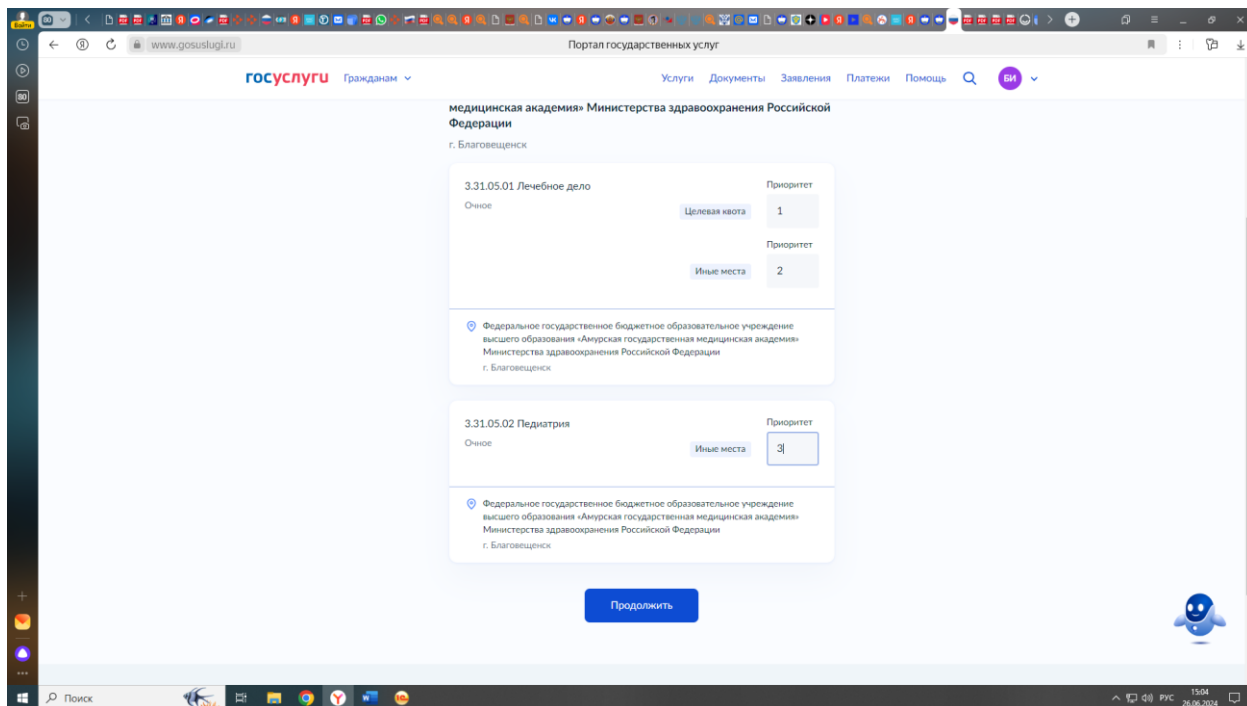 Войти
90
www.gosuslugi.ru
Портал государственных услуг
госуслуги Гражданам
Услуги Документы Заявления Платежи Помощь
БИ
медицинская академия» Министерства здравоохранения Российской
Федерации
г. Благовещенск
3.31.05.01 Лечебное дело
Приоритет
Очное
Целевая квота 1
Приоритет
Иные места 2
Федеральное государственное бюджетное образовательное учреждение
высшего образования «Амурская государственная медицинская академия»
Министерства здравоохранения Российской Федерации
г. Благовещенск
3.31.05.02 Педиатрия
Приоритет
Очное
Иные места 3
Федеральное государственное бюджетное образовательное учреждение
высшего образования «Амурская государственная медицинская академия»
Министерства здравоохранения Российской Федерации
г. Благовещенск
Продолжить
Поиск
РУС
15:04
26.06.2024